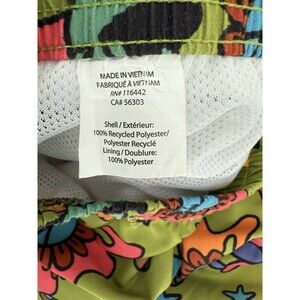 MADE IN VIETNAM
FABRIQUÉ À VIETNAM
RN# 116442
CA# 56303
Shell / Extérieur:
100% Recycled Polyester/
Polyester Recyclé
Lining / Doublure:
100% Polyester